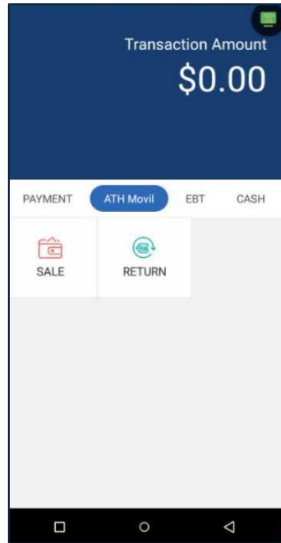 Transaction Amount
$0.00
PAYMENT ATH Movil EBT CASH
SALE RETURN